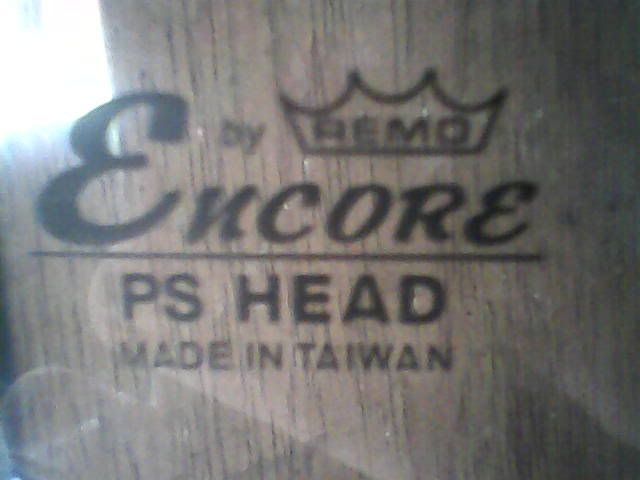 by REMO
ENCORE
PS HEAD
MADE IN TAIWAN